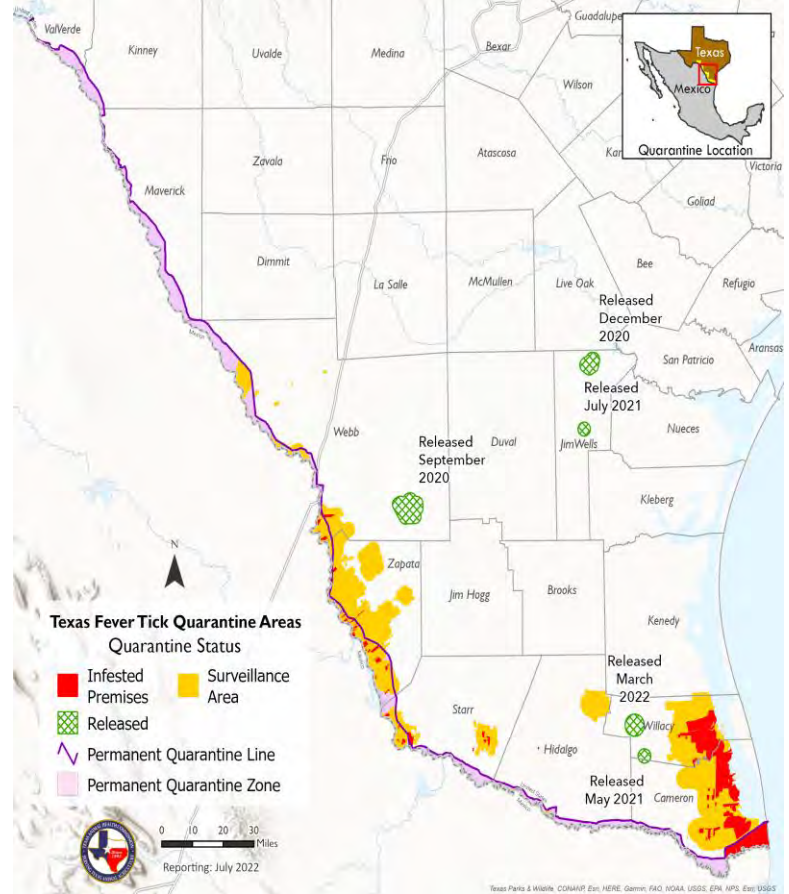 United
ValVerde
Kinney
Uvalde
Medina
Bexar
Guadalupe
Wilson
Texas
Mexico
Quarantine Location
Maverick
Zavala
Frio
Atascosa
Victoria
Goliad
Dimmit
La Salle
McMullen
Live Oak
Bee
Refugio
Released
December
2020
San Patricio
Aransas
Released
July 2021
Mexico
Webb
Released
September
2020
Duval
JimWells
Nueces
Kleberg
N
Zapata
Jim Hogg
Brooks
Kenedy
Texas Fever Tick Quarantine Areas
Quarantine Status
Infested
Premises
Surveillance
Area
Released
Permanent Quarantine Line
Permanent Quarantine Zone
Released
March
2022
Starr
Hidalgo
Willacy
Released
May 2021
Cameron
United States
Mexico
0 10 20 30
Miles
Reporting: July 2022
Texas Parks & Wildlife, CONANP, Esri, HERE, Garmin, FAO, NOAA, USGS, EPA, NPS, Esri, USGS